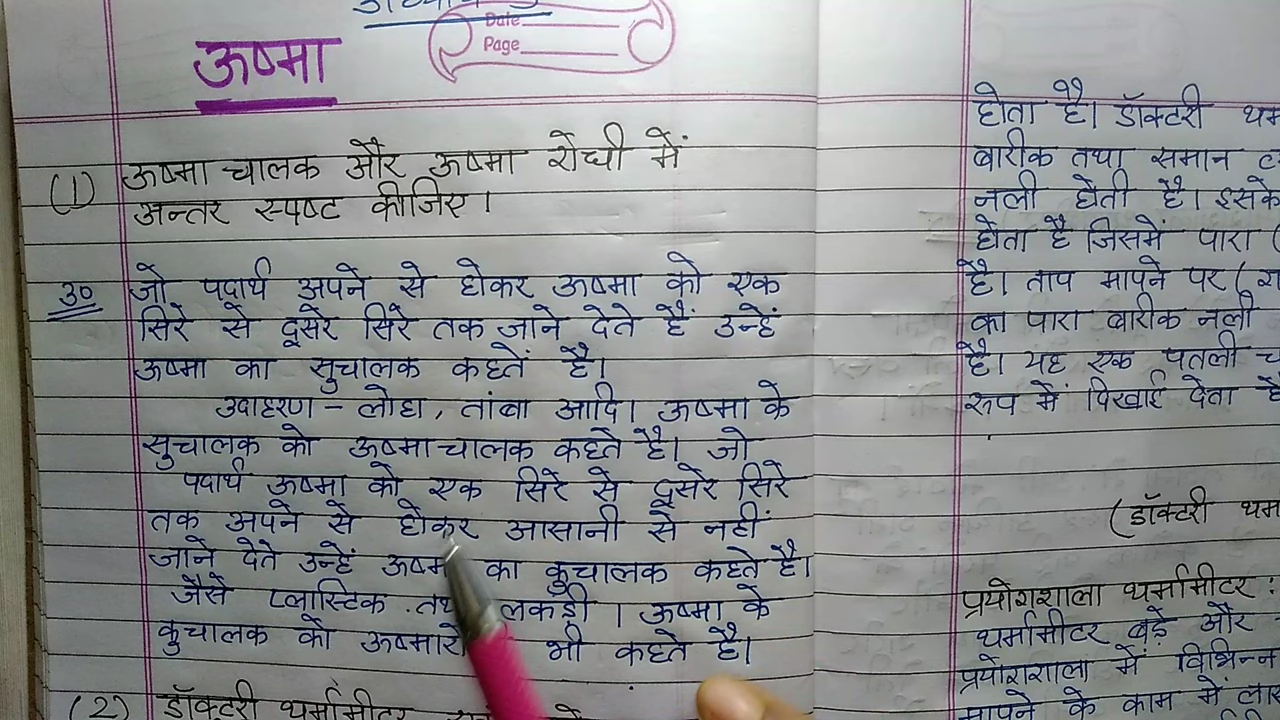 Date
Page
ऊष्मा
(1) ऊष्मा चालक और ऊष्मा रोधी में
अन्तर स्पष्ट कीजिए।
उ० जो पदार्थ अपने से होकर ऊष्मा को एक
सिरे से दूसरे सिरे तक जाने देते हैं उन्हें
ऊष्मा का सुचालक कहतें है।
उदाहरण – लोहा, तांबा आदि। ऊष्मा के
सुचालक को ऊष्मा चालक कहते है। जो
पदार्थ ऊष्मा को एक सिरे से दूसरे सिरे
तक अपने से होकर आसानी से नहीं
जाने देते उन्हें का कुचालक कहते है।
जैसे प्लास्टिक लकड़ी। ऊष्मा के
कुचालक को भी कहते है।
(2) डॉक्टरी थर्मामीटर
होता है। डॉक्टरी
बारीक तथा समान
नली होती है। इसके
होता है जिसमें पारा
है। ताप मापने पर
का पारा बारीक नली
है। यह एक पतली
रूप में दिखाई देता
(डॉक्टरी
प्रयोगशाला थर्मामीटर:
थर्मामीटर बड़े और
प्रयोगशाला में विभिन्न
मापने के काम में